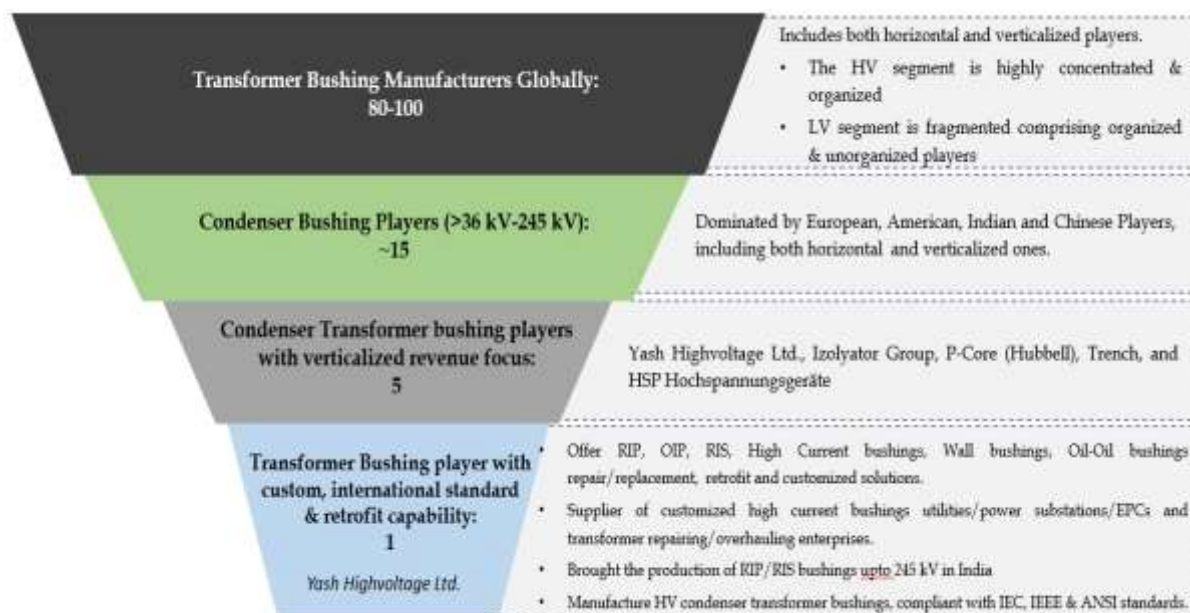 Transformer Bushing Manufacturers Globally:
80-100
Includes both horizontal and verticalized players.
• The HV segment is highly concentrated &
organized
• LV segment is fragmented comprising organized
& unorganized players
Condenser Bushing Players (>36 kV-245 kV):
~15
Dominated by European, American, Indian and Chinese Players,
including both horizontal and verticalized ones.
Condenser Transformer bushing players
with verticalized revenue focus:
5
Yash Highvoltage Ltd., Izolyator Group, P-Core (Hubbell), Trench, and
HSP Hochspannungsgeräte
Transformer Bushing player with
custom, international standard
& retrofit capability:
1
Yash Highvoltage Ltd.
• Offer RIP, OIP, RIS, High Current bushings, Wall bushings, Oil-Oil bushings
repair/replacement, retrofit and customized solutions.
• Supplier of customized high current bushings utilities/power substations/EPCs and
transformer repairing/overhauling enterprises.
• Brought the production of RIP/RIS bushings upto 245 kV in India
• Manufacture HV condenser transformer bushings, compliant with IEC, IEEE & ANSI standards.